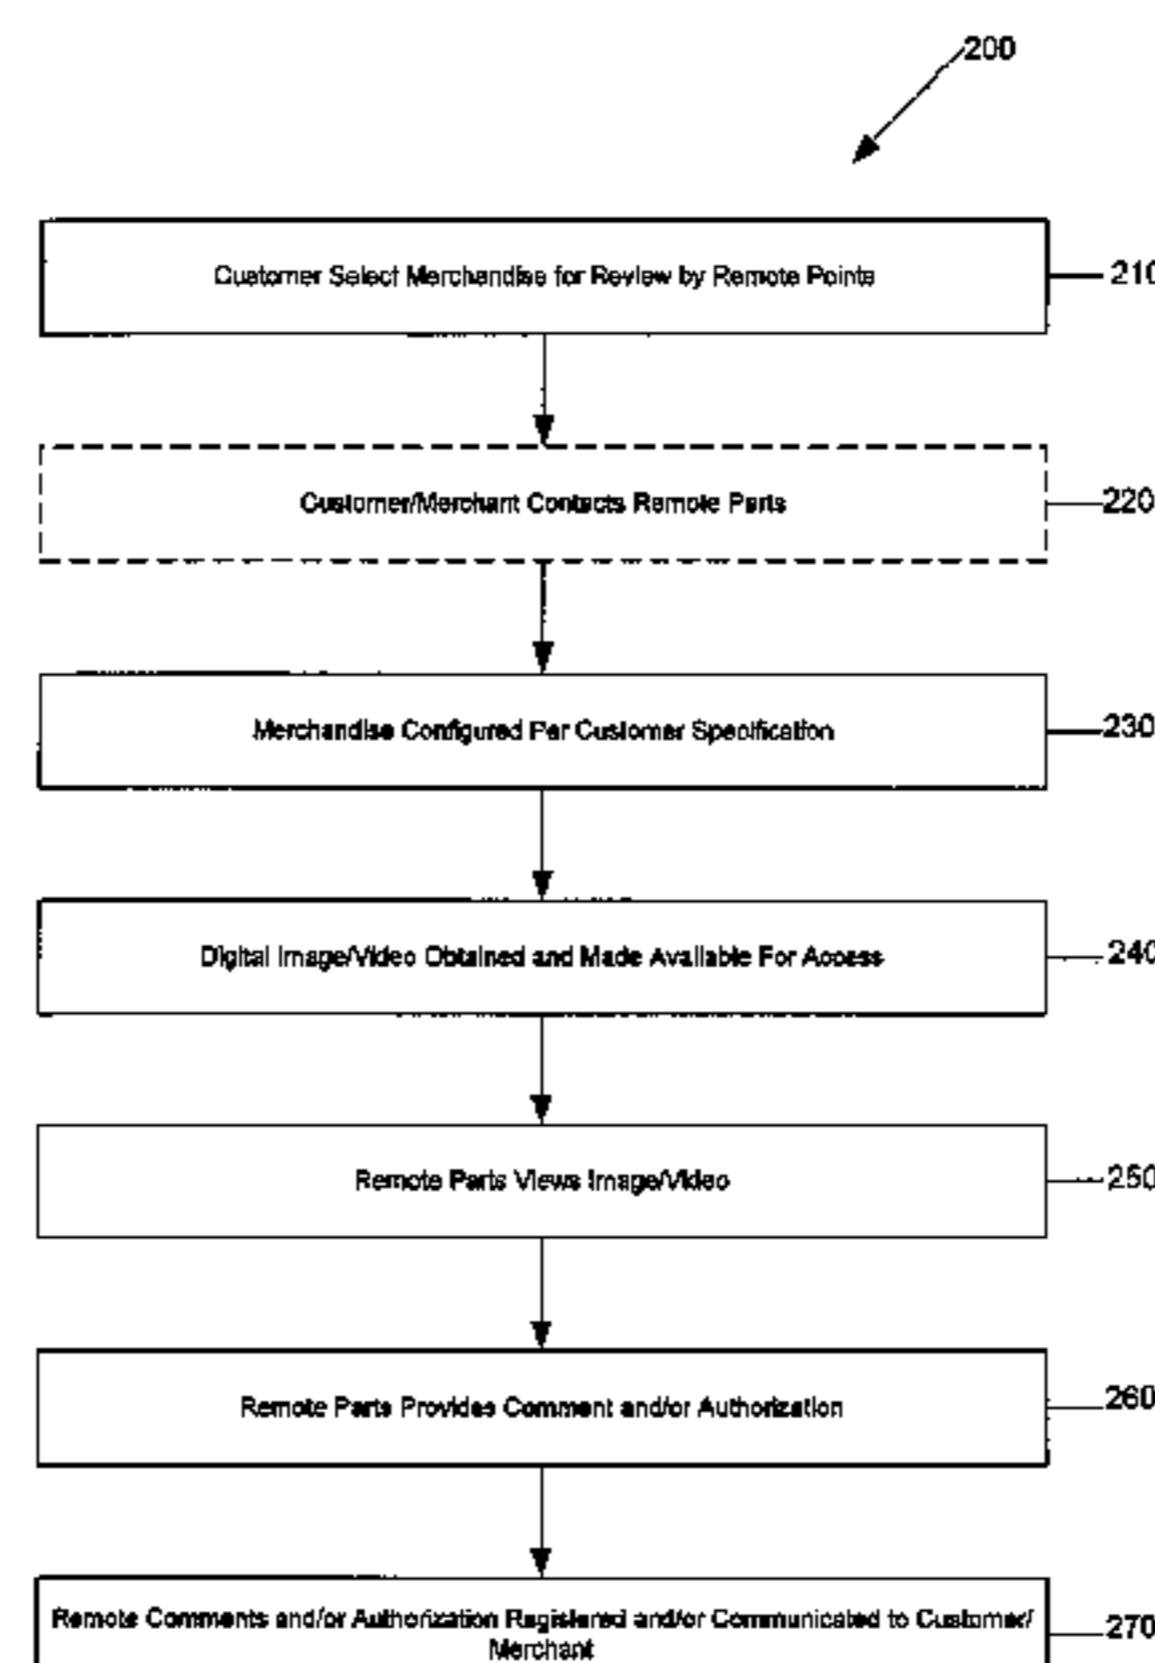 200
Customer Select Merchandise for Review by Remote Points
210
Customer/Merchant Contacts Remote Parts
220
Merchandise Configured Per Customer Specification
230
Digital Image/Video Obtained and Made Available For Access
240
Remote Parts Views Image/Video
250
Remote Parts Provides Comment and/or Authorization
260
Remote Comments and/or Authorization Registered and/or Communicated to Customer/
Merchant
270